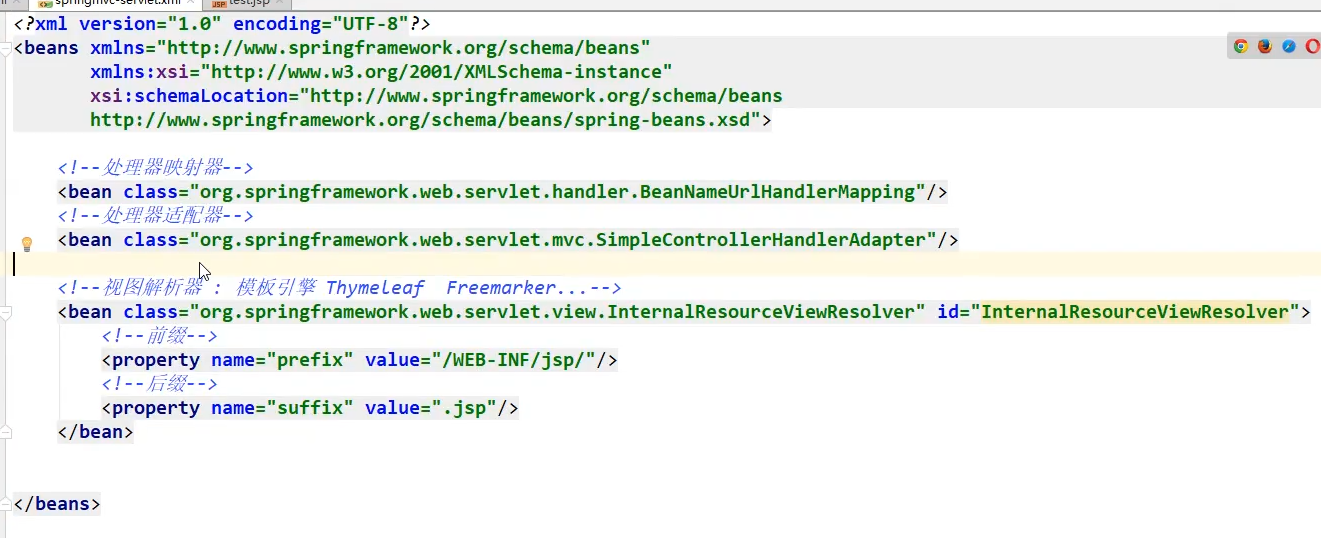 springmvc-servlet.xml
test.jsp
<?xml version="1.0" encoding="UTF-8"?>
<beans xmlns="http://www.springframework.org/schema/beans"
       xmlns:xsi="http://www.w3.org/2001/XMLSchema-instance"
       xsi:schemaLocation="http://www.springframework.org/schema/beans
       http://www.springframework.org/schema/beans/spring-beans.xsd">
    <!--处理器映射器-->
    <bean class="org.springframework.web.servlet.handler.BeanNameUrlHandlerMapping"/>
    <!--处理器适配器-->
    <bean class="org.springframework.web.servlet.mvc.SimpleControllerHandlerAdapter"/>
    <!--视图解析器 : 模板引擎 Thymeleaf  Freemarker...-->
    <bean class="org.springframework.web.servlet.view.InternalResourceViewResolver" id="InternalResourceViewResolver">
        <!--前缀-->
        <property name="prefix" value="/WEB-INF/jsp/"/>
        <!--后缀-->
        <property name="suffix" value=".jsp"/>
    </bean>
</beans>